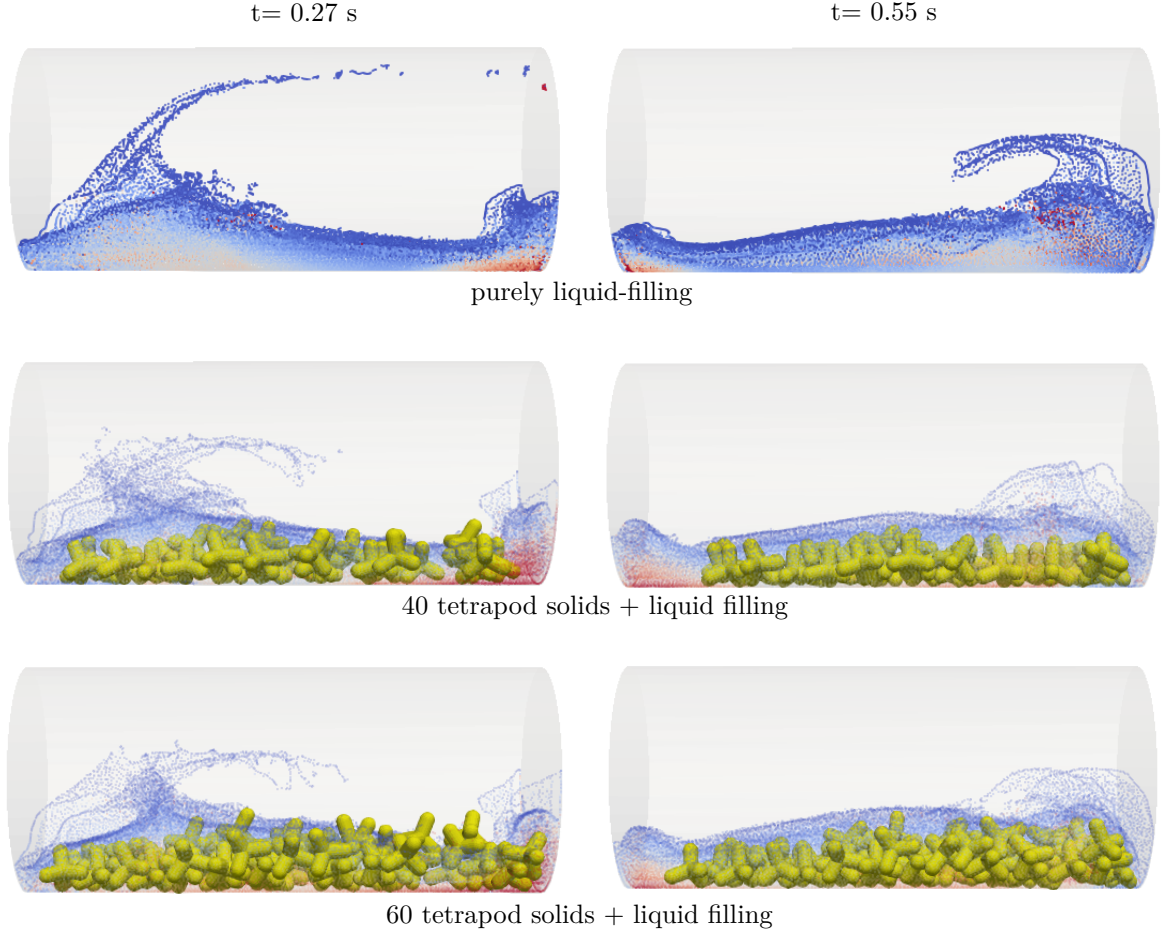 t= 0.27 s
t= 0.55 s
purely liquid-filling
40 tetrapod solids + liquid filling
60 tetrapod solids + liquid filling